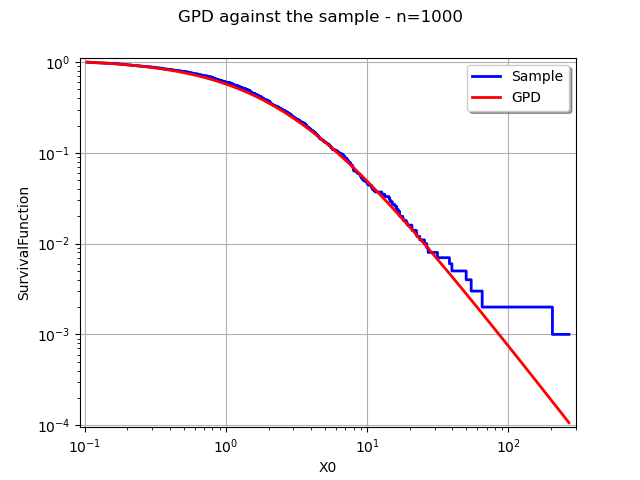 GPD against the sample - n=1000
Sample
GPD
SurvivalFunction
10⁰
10⁻¹
10⁻²
10⁻³
10⁻⁴
10⁻¹ 10⁰ 10¹ 10²
X0